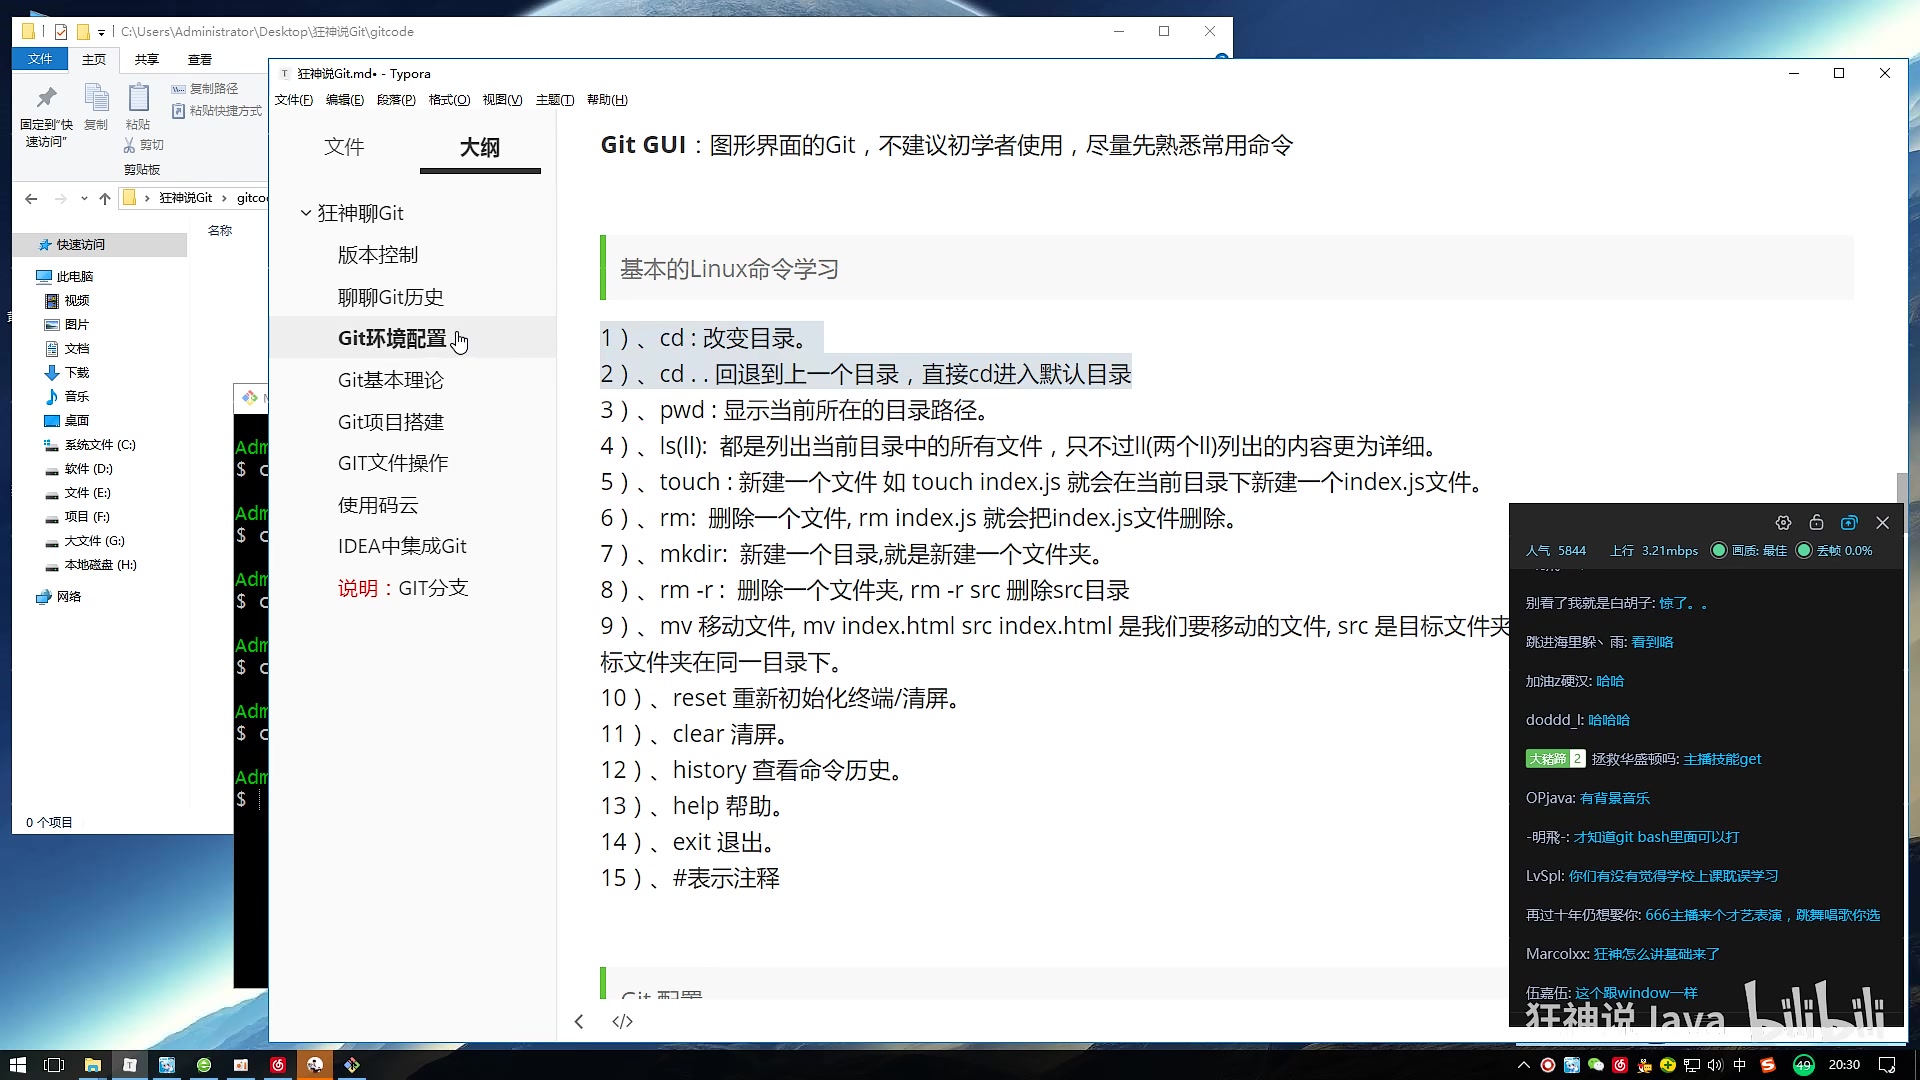 C:\Users\Administrator\Desktop\狂神说Git\gitcode
文件 主页 共享 查看
固定到“快速访问”
复制
粘贴
复制路径
粘贴快捷方式
剪切
剪贴板
狂神说Git
名称
快速访问
此电脑
视频
图片
文档
下载
音乐
桌面
系统文件 (C:)
软件 (D:)
文件 (E:)
项目 (F:)
大文件 (G:)
本地磁盘 (H:)
网络
0 个项目
狂神说Git.md• - Typora
文件(F) 编辑(E) 段落(P) 格式(O) 视图(V) 主题(T) 帮助(H)
文件 大纲
狂神聊Git
版本控制
聊聊Git历史
Git环境配置
Git基本理论
Git项目搭建
GIT文件操作
使用码云
IDEA中集成Git
说明：GIT分支
Git GUI：图形界面的Git，不建议初学者使用，尽量先熟悉常用命令
基本的Linux命令学习
1）、cd : 改变目录。
2）、cd . . 回退到上一个目录，直接cd进入默认目录
3）、pwd : 显示当前所在的目录路径。
4）、ls(ll): 都是列出当前目录中的所有文件，只不过ll(两个ll)列出的内容更为详细。
5）、touch : 新建一个文件 如 touch index.js 就会在当前目录下新建一个index.js文件。
6）、rm: 删除一个文件, rm index.js 就会把index.js文件删除。
7）、mkdir: 新建一个目录,就是新建一个文件夹。
8）、rm -r : 删除一个文件夹, rm -r src 删除src目录
9）、mv 移动文件, mv index.html src index.html 是我们要移动的文件, src 是目标文件夹
标文件夹在同一目录下。
10）、reset 重新初始化终端/清屏。
11）、clear 清屏。
12）、history 查看命令历史。
13）、help 帮助。
14）、exit 退出。
15）、#表示注释
Git 配置
人气 5844 上行 3.21mbps 画质: 最佳 丢帧 0.0%
别看了我就是白胡子: 惊了。。
跳进海里躲丶雨: 看到咯
加油z硬汉: 哈哈
doddd_l: 哈哈哈
大猪蹄 2 拯救华盛顿吗: 主播技能get
OPjava: 有背景音乐
-明飛-: 才知道git bash里面可以打
LvSpl: 你们有没有觉得学校上课耽误学习
再过十年仍想娶你: 666主播来个才艺表演，跳舞唱歌你选
Marcolxx: 狂神怎么讲基础来了
伍嘉伍: 这个跟window一样
狂神说Java bilibili
中
49
20:30